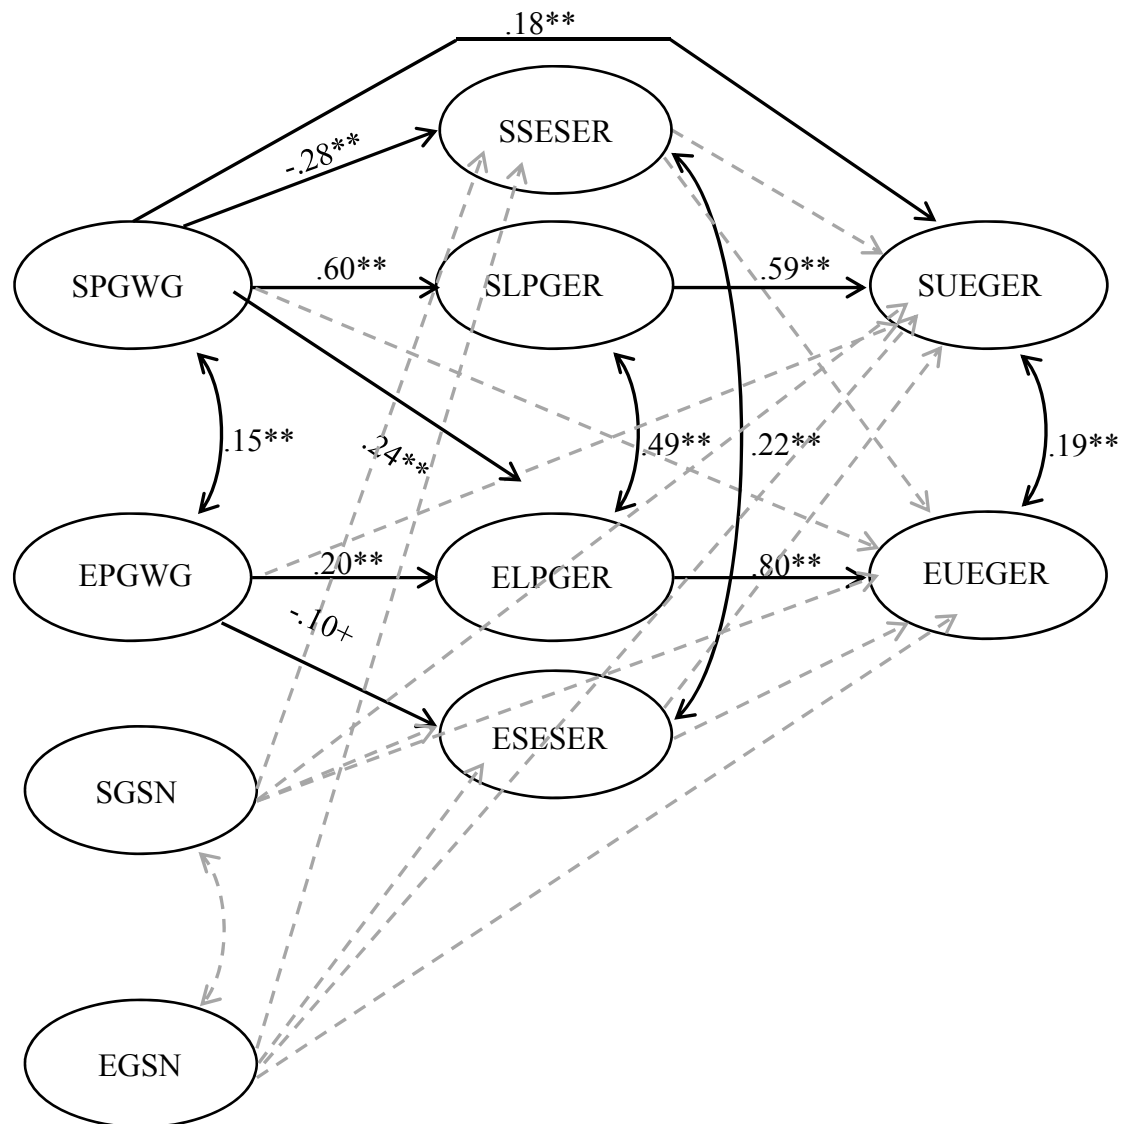 .18**
SSESER
-.28**
SPGWG
.60**
SLPGER
.59**
SUEGER
.15**
.24**
.49**
.22**
.19**
EPGWG
.20**
ELPGER
.80**
EUEGER
-.10+
ESESER
SGSN
EGSN